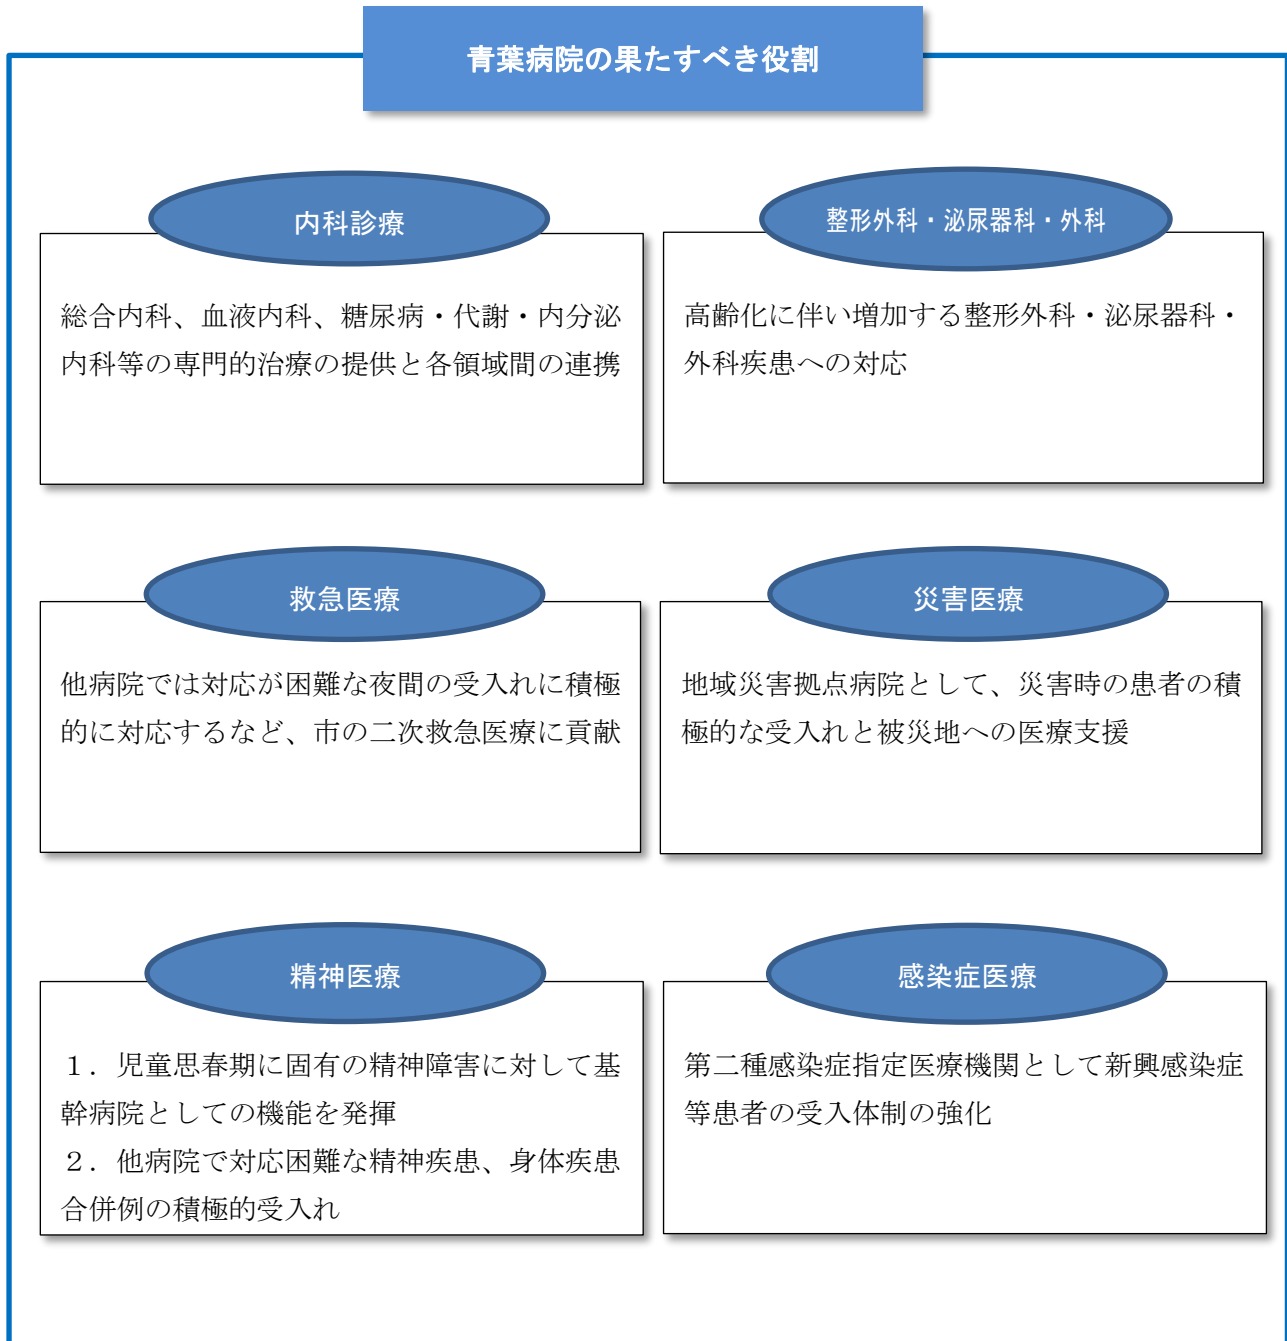 青葉病院の果たすべき役割
内科診療
総合内科、血液内科、糖尿病・代謝・内分泌
内科等の専門的治療の提供と各領域間の連携
整形外科・泌尿器科・外科
高齢化に伴い増加する整形外科・泌尿器科・
外科疾患への対応
救急医療
他病院では対応が困難な夜間の受入れに積極
的に対応するなど、市の二次救急医療に貢献
災害医療
地域災害拠点病院として、災害時の患者の積
極的な受入れと被災地への医療支援
精神医療
１．児童思春期に固有の精神障害に対して基
幹病院としての機能を発揮
２．他病院で対応困難な精神疾患、身体疾患
合併例の積極的受入れ
感染症医療
第二種感染症指定医療機関として新興感染症
等患者の受入体制の強化